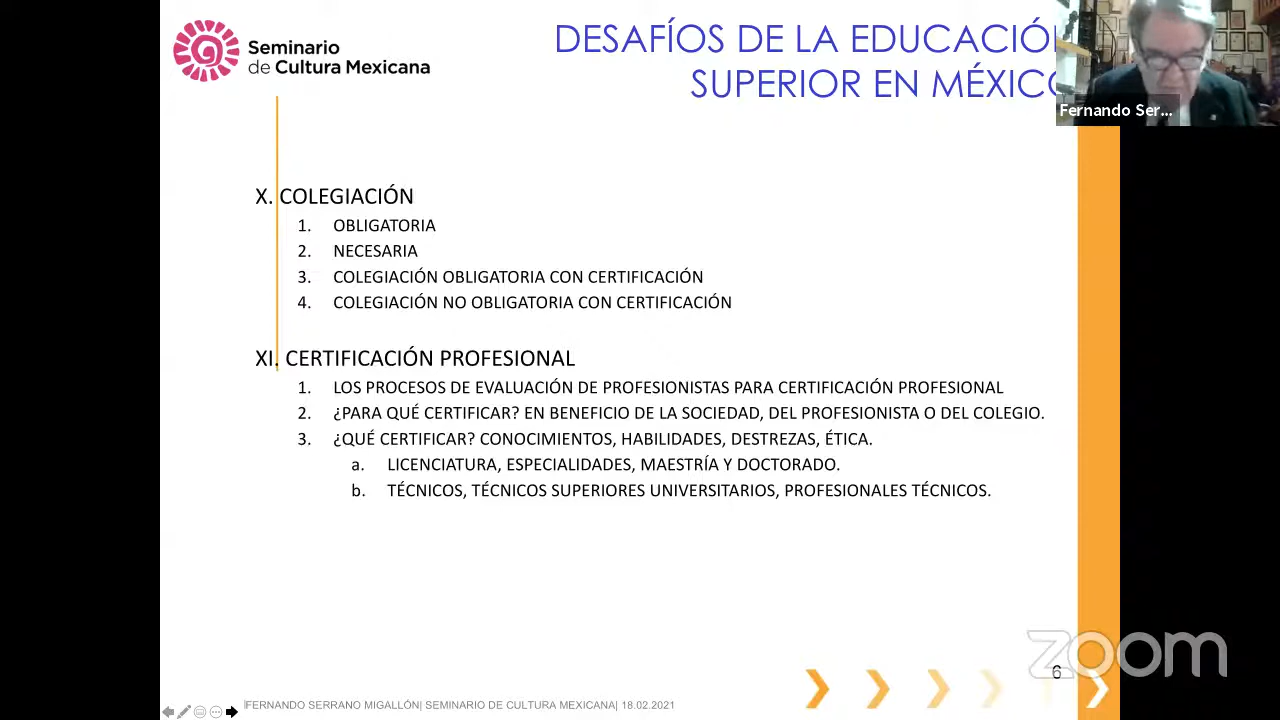 Seminario
de Cultura Mexicana
DESAFÍOS DE LA EDUCACIÓN
SUPERIOR EN MÉXICO
Fernando Ser...
X. COLEGIACIÓN
1. OBLIGATORIA
2. NECESARIA
3. COLEGIACIÓN OBLIGATORIA CON CERTIFICACIÓN
4. COLEGIACIÓN NO OBLIGATORIA CON CERTIFICACIÓN
XI. CERTIFICACIÓN PROFESIONAL
1. LOS PROCESOS DE EVALUACIÓN DE PROFESIONISTAS PARA CERTIFICACIÓN PROFESIONAL
2. ¿PARA QUÉ CERTIFICAR? EN BENEFICIO DE LA SOCIEDAD, DEL PROFESIONISTA O DEL COLEGIO.
3. ¿QUÉ CERTIFICAR? CONOCIMIENTOS, HABILIDADES, DESTREZAS, ÉTICA.
a. LICENCIATURA, ESPECIALIDADES, MAESTRÍA Y DOCTORADO.
b. TÉCNICOS, TÉCNICOS SUPERIORES UNIVERSITARIOS, PROFESIONALES TÉCNICOS.
zoom
6
FERNANDO SERRANO MIGALLÓN| SEMINARIO DE CULTURA MEXICANA| 18.02.2021